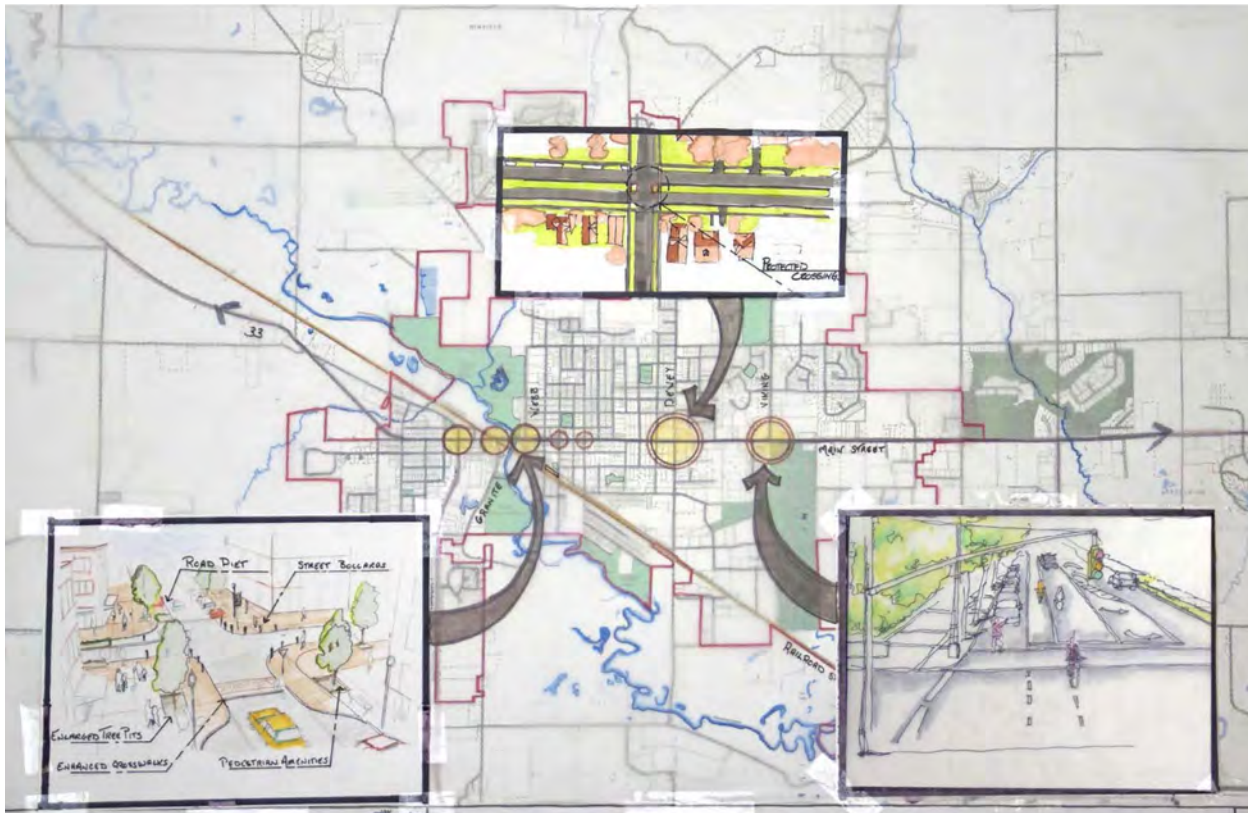 PROTECTED
CROSSING
33
WEBB
DEWEY
VIKING
MAIN STREET
GRANITE
RAILROAD
ROAD DIET
STREET BOLLARDS
ENLARGED TREE PITS
ENHANCED CROSSWALKS
PEDESTRIAN AMENITIES